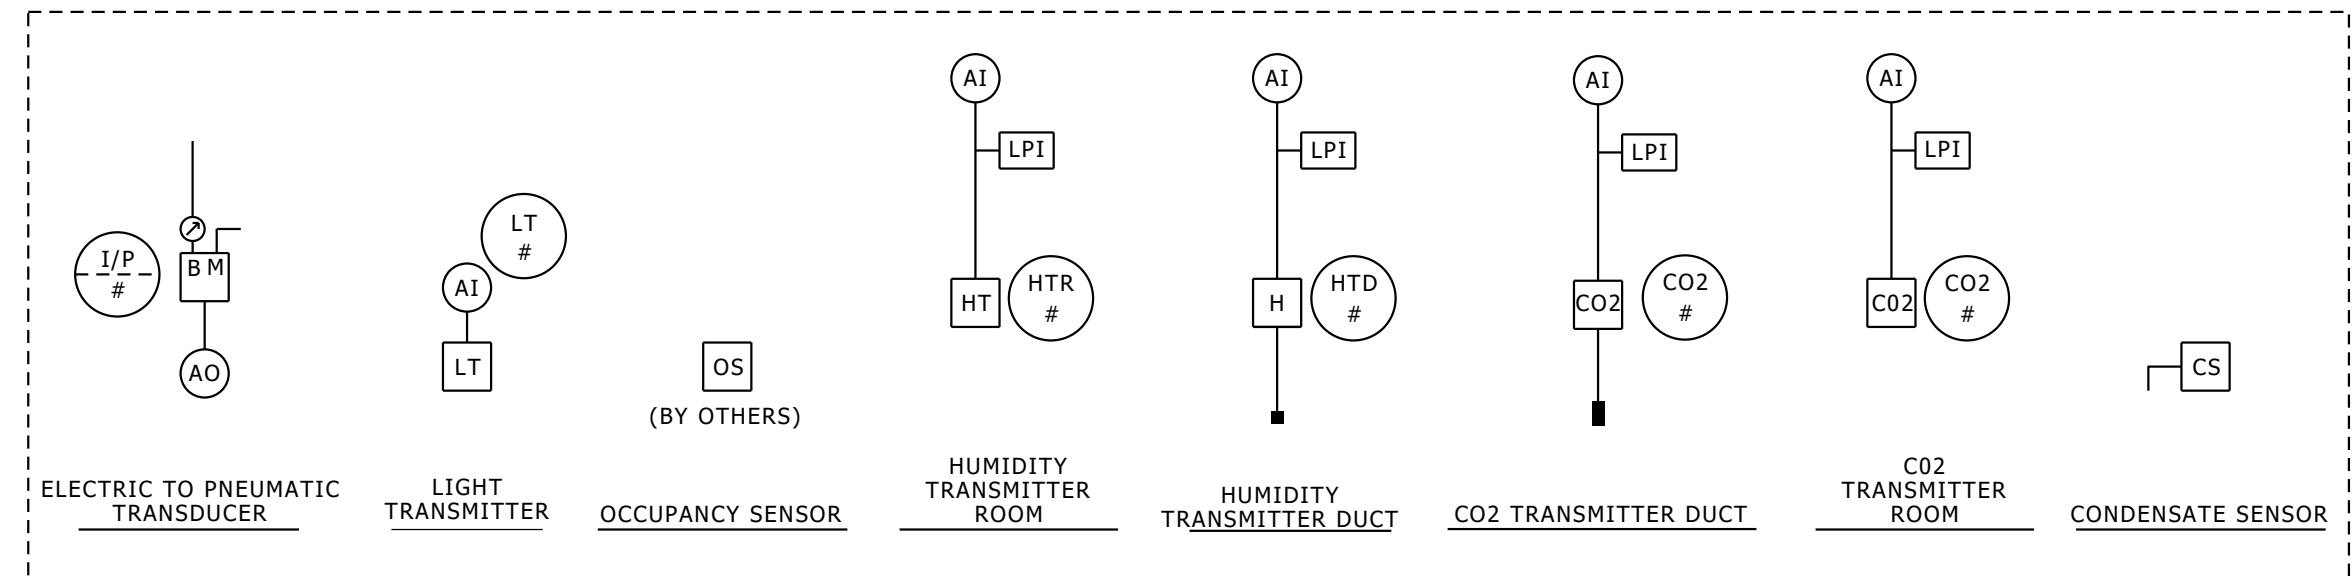 I/P
#
B M
AO
ELECTRIC TO PNEUMATIC
TRANSDUCER
LT
#
AI
LT
LIGHT
TRANSMITTER
OS
(BY OTHERS)
OCCUPANCY SENSOR
AI
LPI
HT
HTR
#
HUMIDITY
TRANSMITTER
ROOM
AI
LPI
H
HTD
#
HUMIDITY
TRANSMITTER DUCT
AI
LPI
CO2
CO2
#
CO2 TRANSMITTER DUCT
AI
LPI
C02
CO2
#
C02
TRANSMITTER
ROOM
CS
CONDENSATE SENSOR